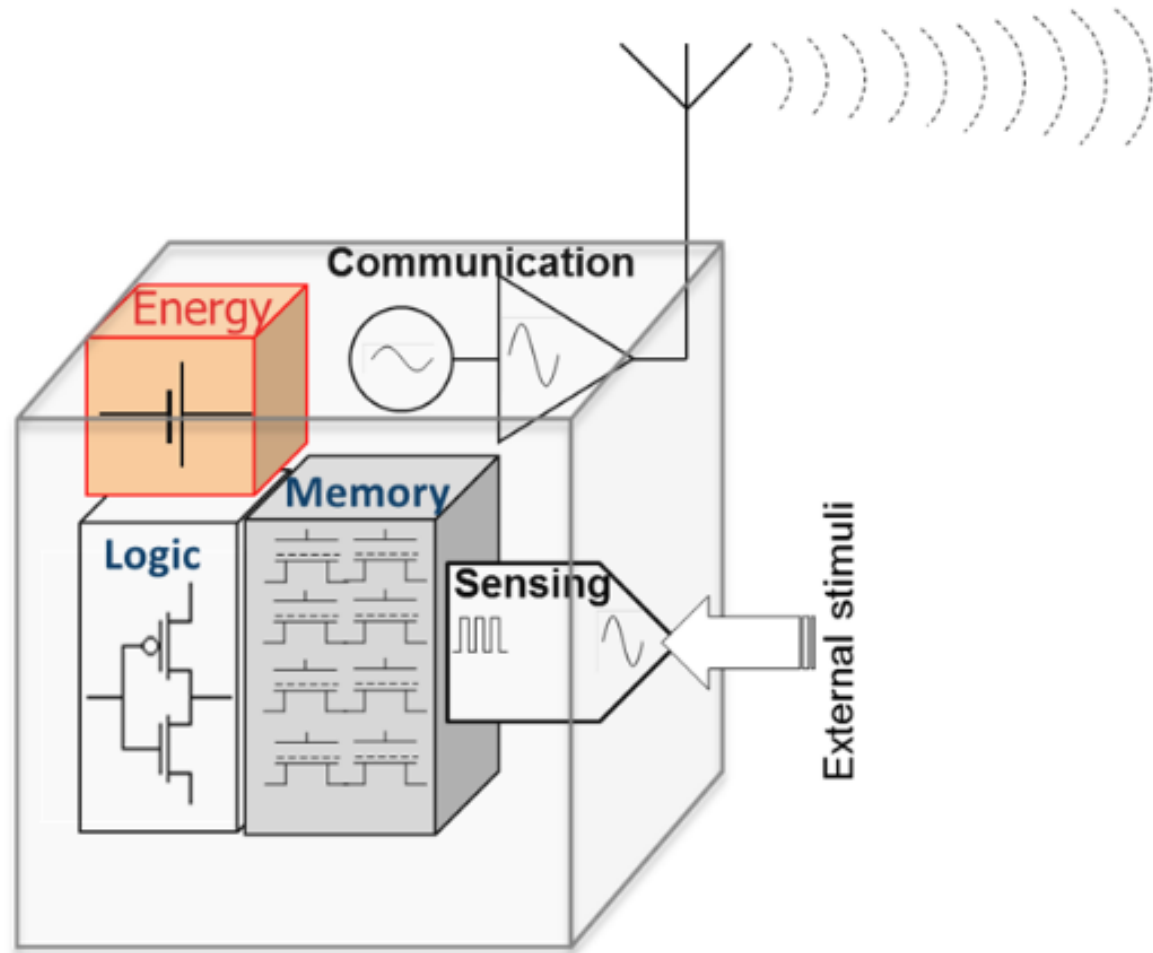 Communication
Energy
Memory
Logic
Sensing
External stimuli